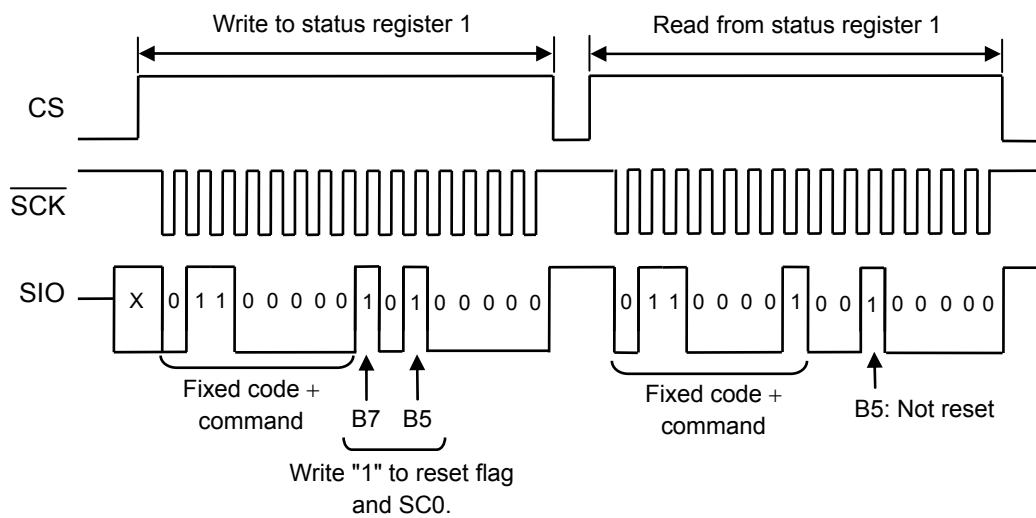 Write to status register 1 Read from status register 1
CS
SCK
SIO X 0 1 1 0 0 0 0 0 1 0 1 0 0 0 0 0 0 1 1 0 0 0 0 1 0 0 1 0 0 0 0 0
Fixed code + command
B7 B5
Write "1" to reset flag
and SC0.
Fixed code +
command
B5: Not reset